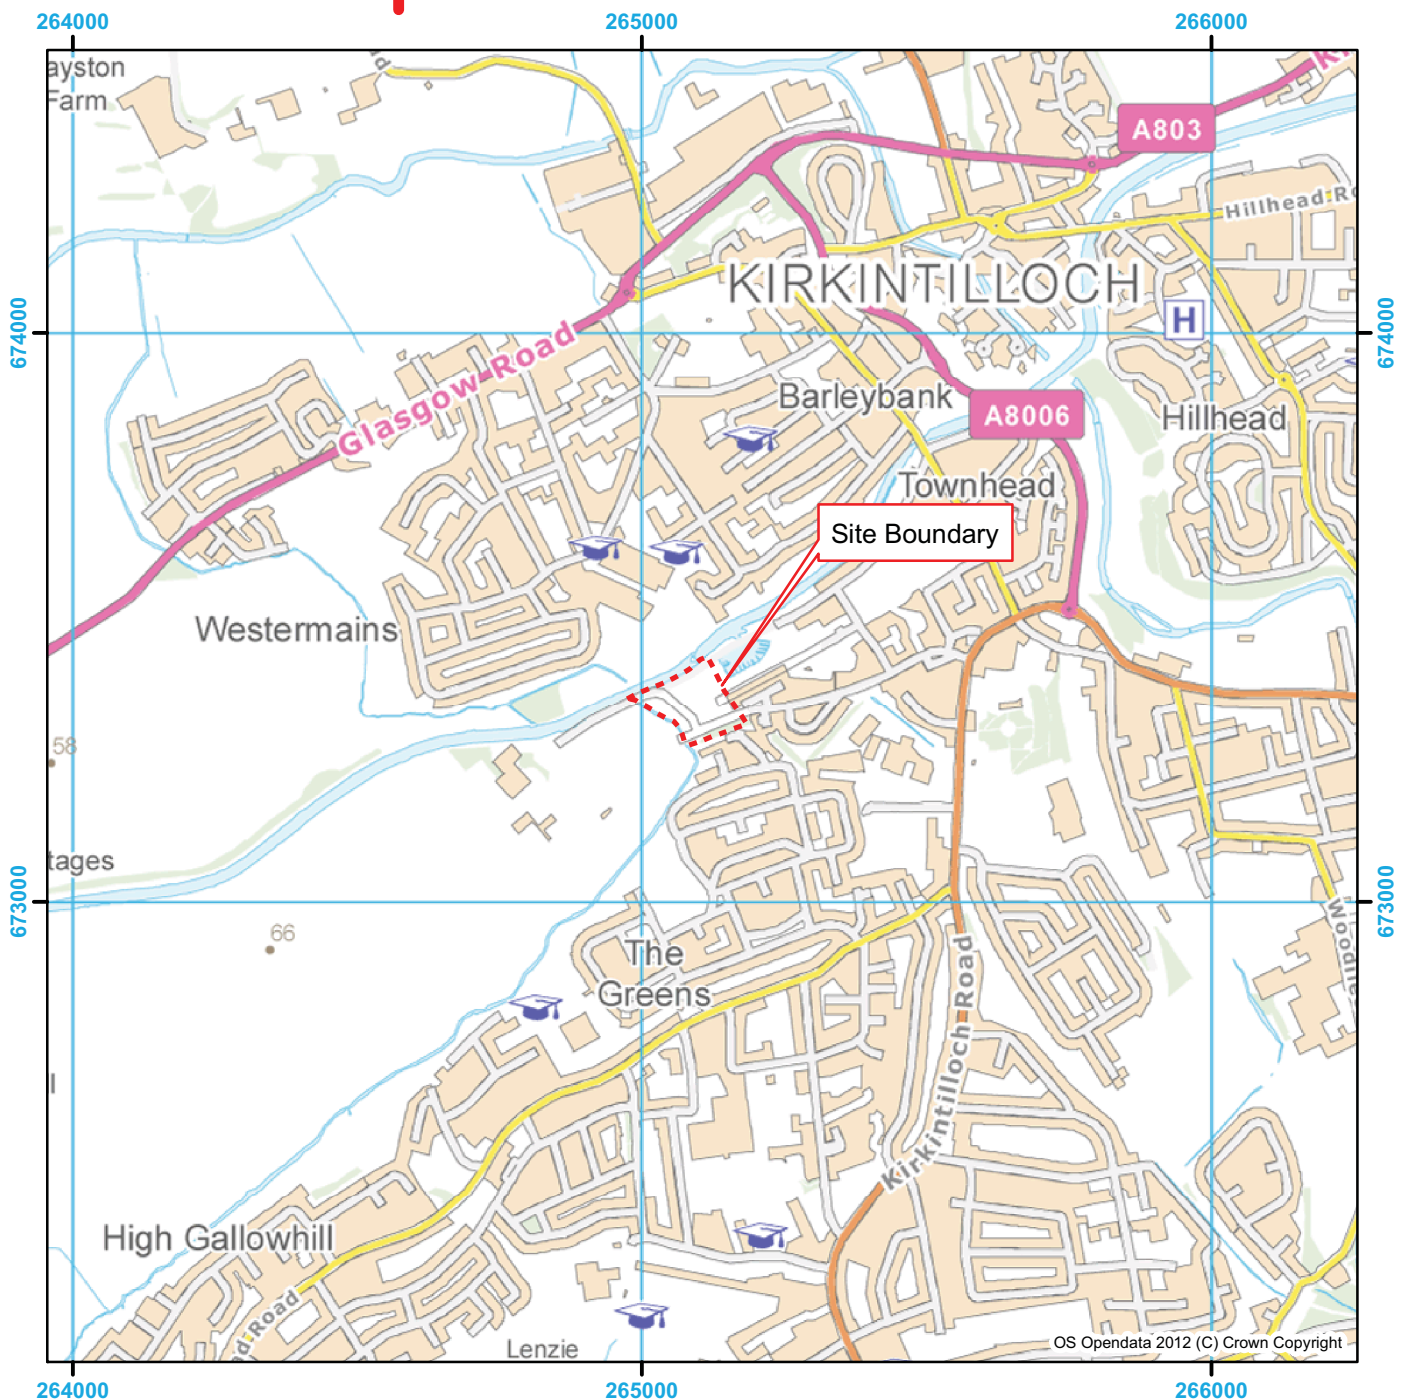 264000
265000
266000
ayston
Farm
A803
Hillhead
KIRKINTILLOCH
H
674000
674000
Glasgow Road
Barleybank
A8006
Hillhead
Townhead
Site Boundary
Westermains
58
tages
673000
673000
66
The
Greens
Kirkintilloch Road
High Gallowhill
Road
Lenzie
OS Opendata 2012 (C) Crown Copyright
264000
265000
266000